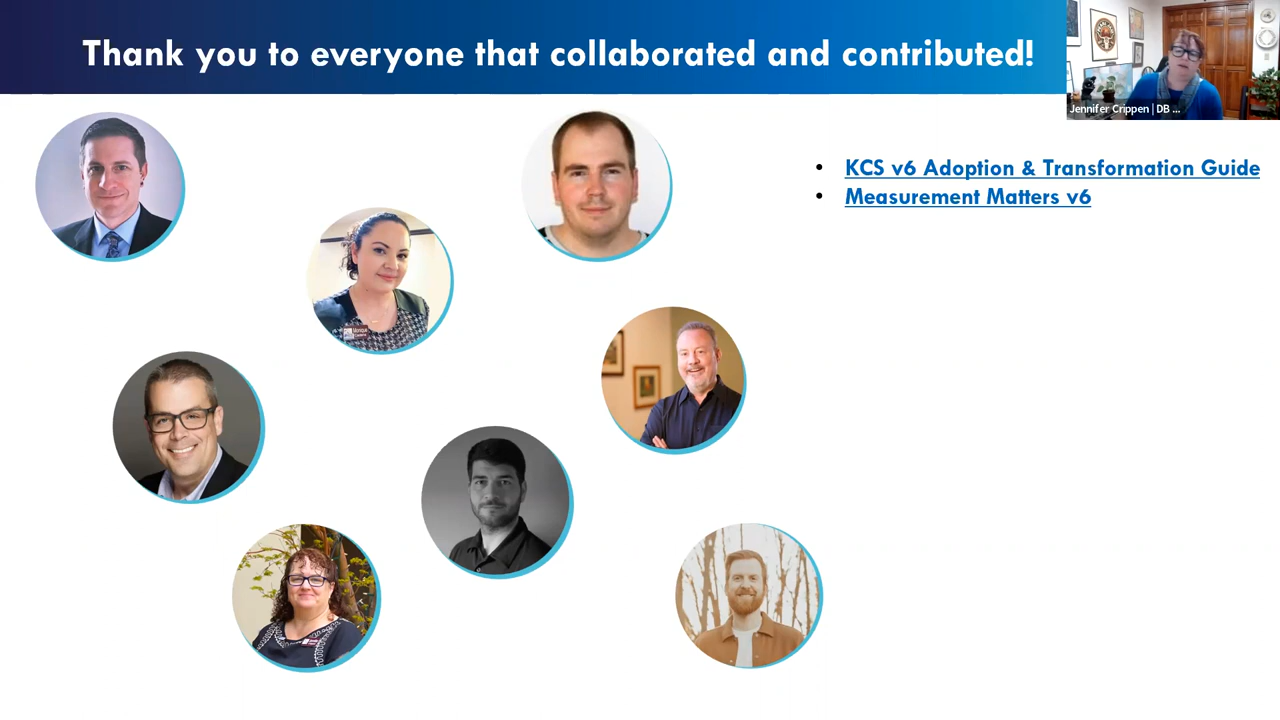 Thank you to everyone that collaborated and contributed!
Jennifer Crippen | DB ...
• KCS v6 Adoption & Transformation Guide
• Measurement Matters v6